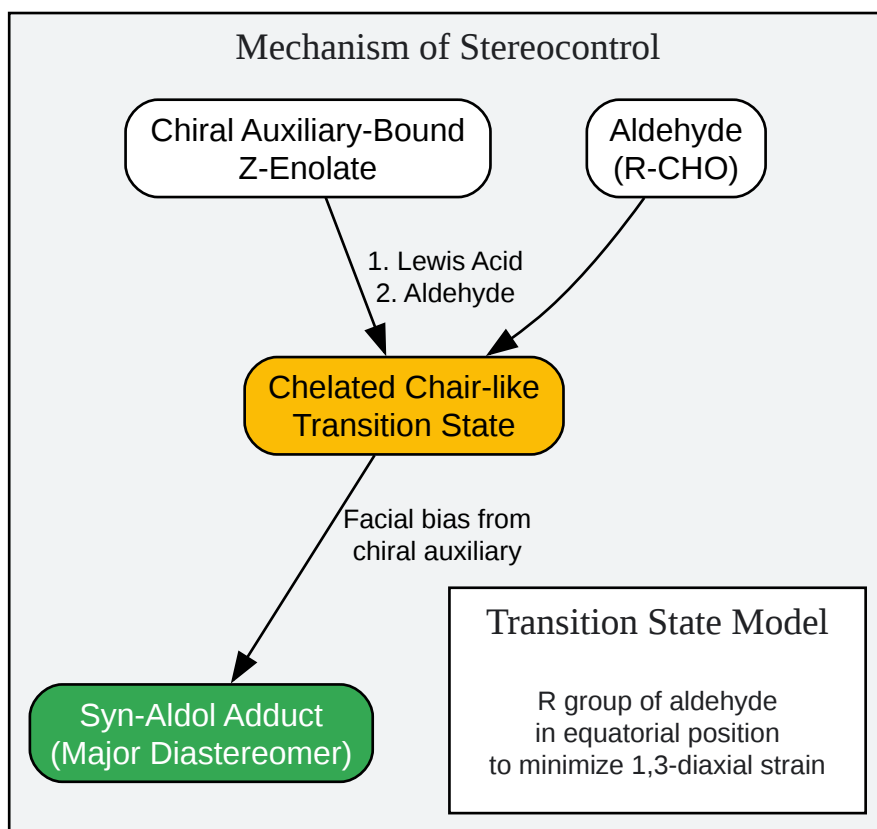 Mechanism of Stereocontrol
Chiral Auxiliary-Bound
Z-Enolate
Aldehyde
(R-CHO)
1. Lewis Acid
2. Aldehyde
Chelated Chair-like
Transition State
Facial bias from
chiral auxiliary
Transition State Model
R group of aldehyde
in equatorial position
to minimize 1,3-diaxial strain
Syn-Aldol Adduct
(Major Diastereomer)